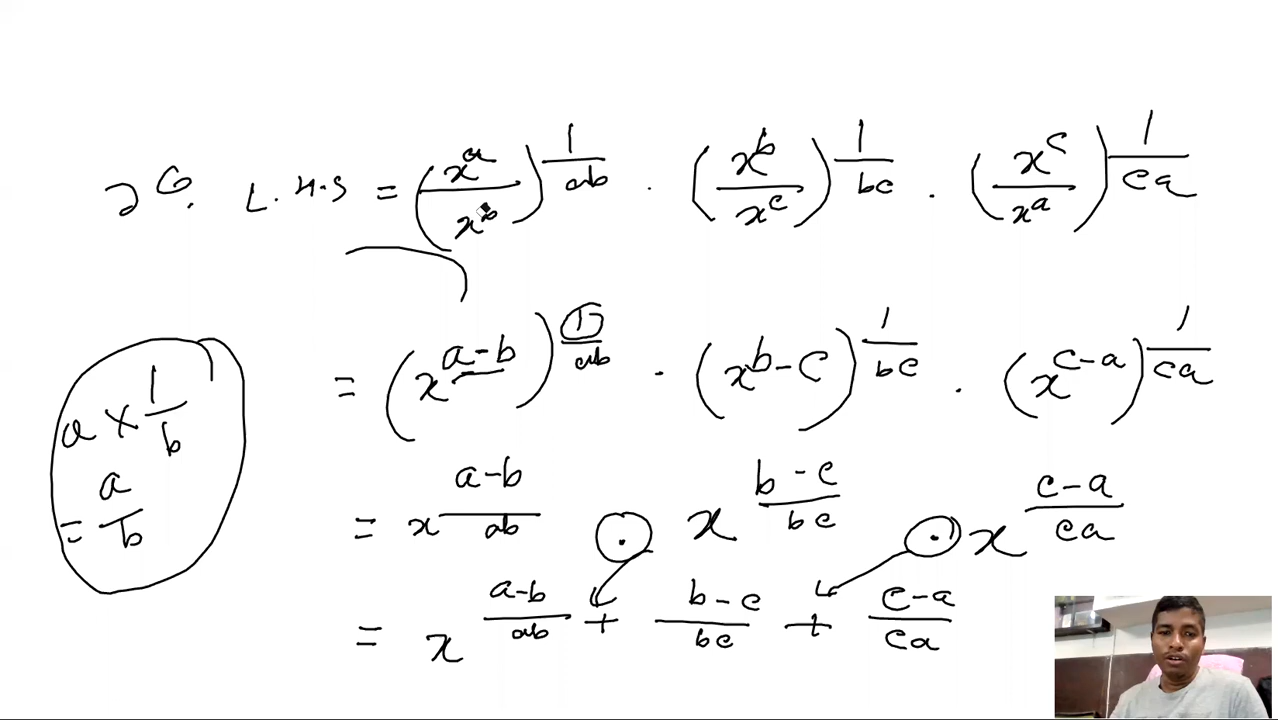 26. L.H.S = (x^a/x^b)^(1/ab) . (x^b/x^c)^(1/bc) . (x^c/x^a)^(1/ca)
= (x^(a-b))^(1/ab) . (x^(b-c))^(1/bc) . (x^(c-a))^(1/ca)
a × 1/b
= a/b
= x^((a-b)/ab) . x^((b-c)/bc) . x^((c-a)/ca)
= x^((a-b)/ab + (b-c)/bc + (c-a)/ca)